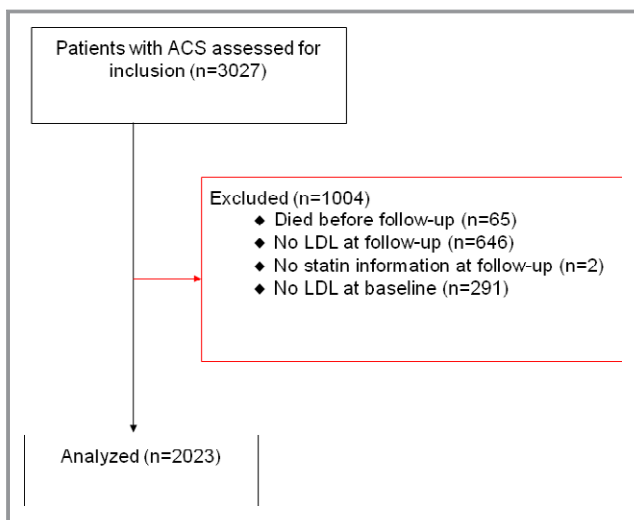 Patients with ACS assessed for
inclusion (n=3027)
Excluded (n=1004)
◆ Died before follow-up (n=65)
◆ No LDL at follow-up (n=646)
◆ No statin information at follow-up (n=2)
◆ No LDL at baseline (n=291)
Analyzed (n=2023)